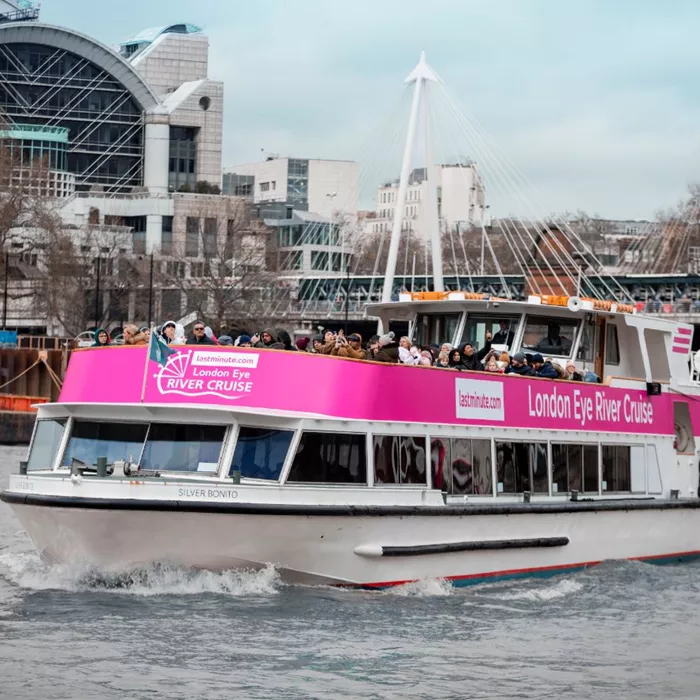 lastminute.com
London Eye
RIVER CRUISE
lastminute.com
London Eye River Cruise
SILVER BONITO